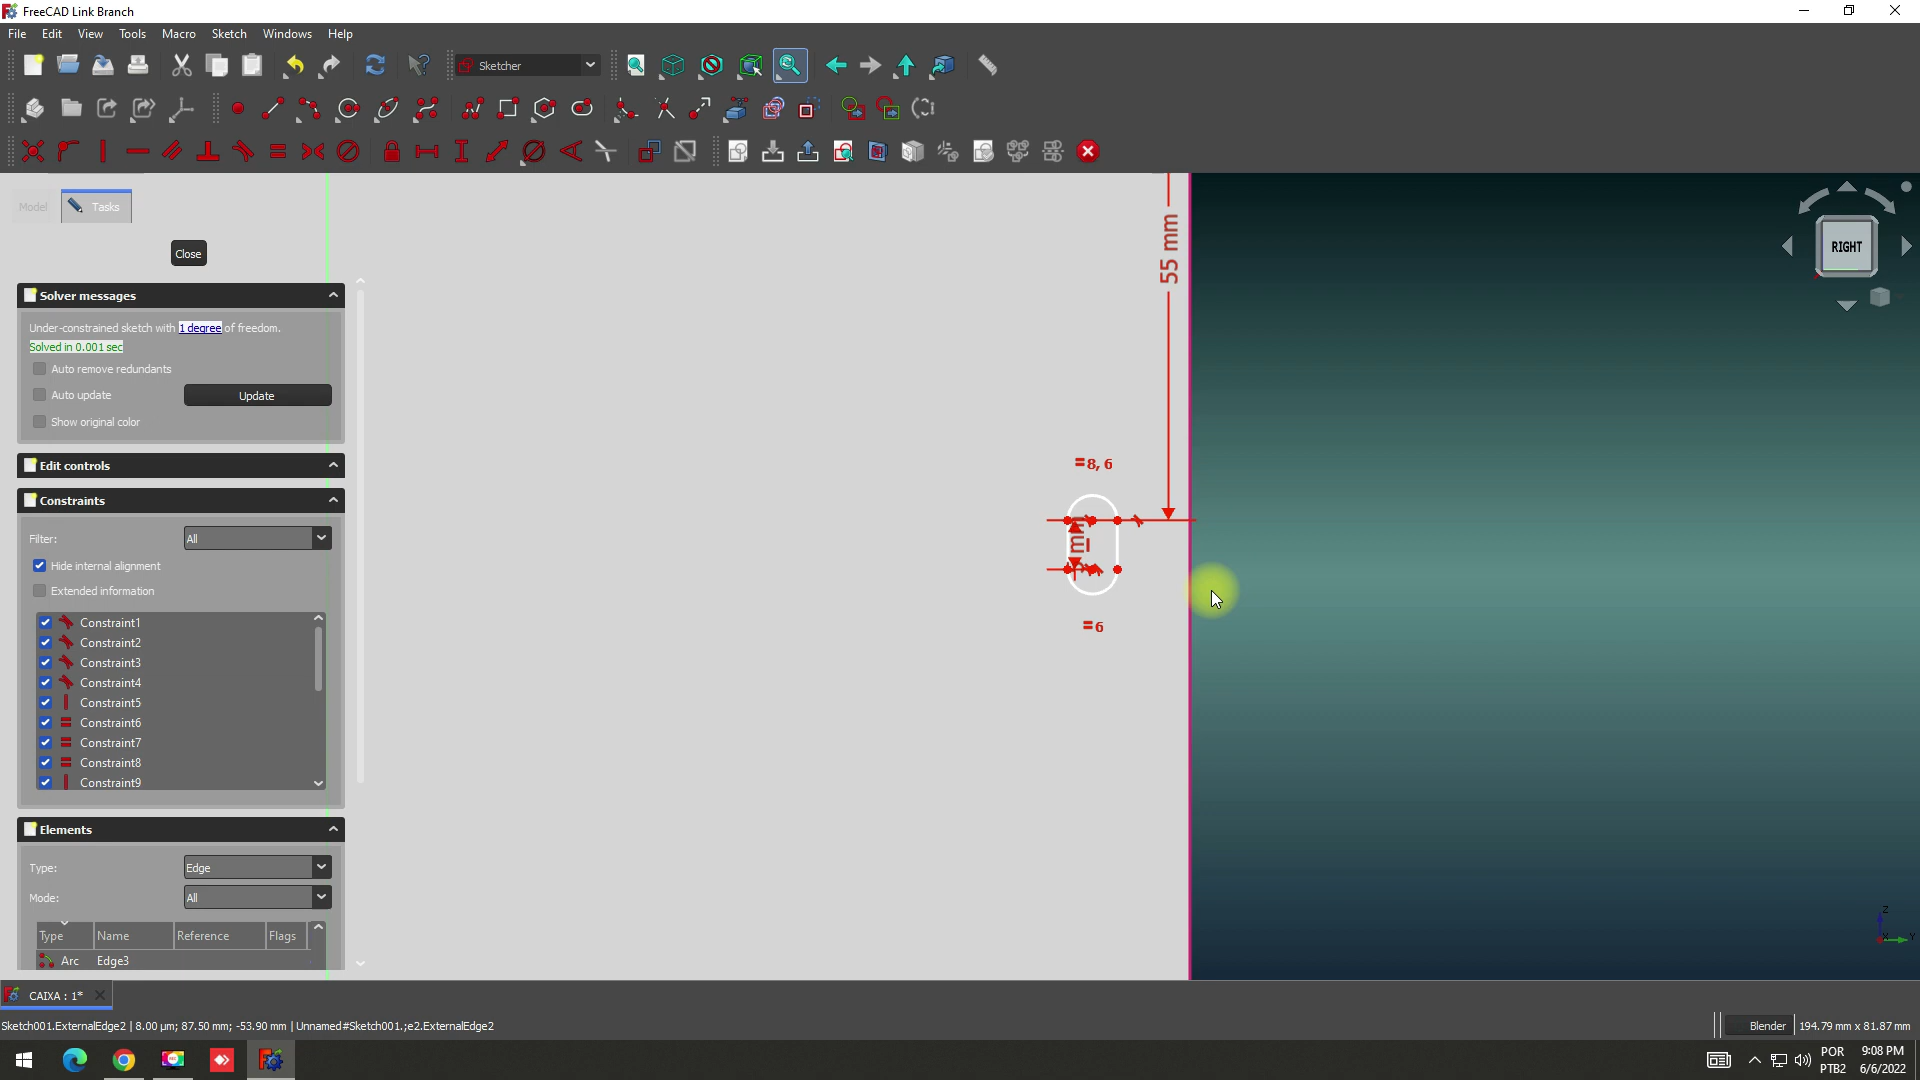 FreeCAD Link Branch
File Edit View Tools Macro Sketch Windows Help
Sketcher
Model Tasks
Close
Solver messages
Under-constrained sketch with 1 degree of freedom.
Solved in 0.001 sec
Auto remove redundants
Auto update Update
Show original color
Edit controls
Constraints
Filter: All
Hide internal alignment
Extended information
Constraint1
Constraint2
Constraint3
Constraint4
Constraint5
Constraint6
Constraint7
Constraint8
Constraint9
Elements
Type: Edge
Mode: All
Type Name Reference Flags
Arc Edge3
55 mm
=8, 6
mm
=6
RIGHT
Z
X Y
CAIXA : 1*
Sketch001.ExternalEdge2 | 8.00 µm; 87.50 mm; -53.90 mm | Unnamed#Sketch001.;e2.ExternalEdge2
Blender 194.79 mm x 81.87 mm
POR
PTB2
9:08 PM
6/6/2022